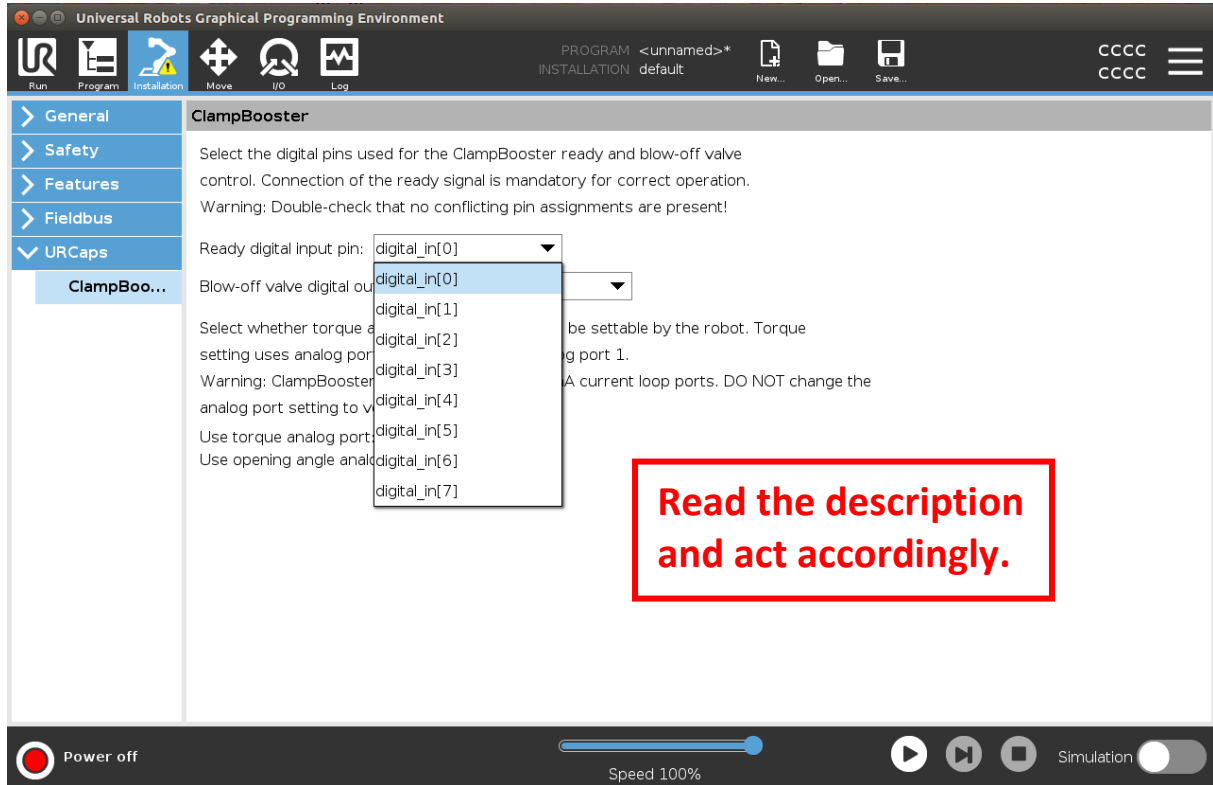 Universal Robots Graphical Programming Environment
PROGRAM <unnamed>*
INSTALLATION default
CCCC
CCCC
Run Program Installation Move I/O Log New... Open... Save...
General
Safety
Features
Fieldbus
URCaps
ClampBoo...
ClampBooster
Select the digital pins used for the ClampBooster ready and blow-off valve
control. Connection of the ready signal is mandatory for correct operation.
Warning: Double-check that no conflicting pin assignments are present!
Ready digital input pin: digital_in[0]
digital_in[0]
digital_in[1]
digital_in[2]
digital_in[3]
digital_in[4]
digital_in[5]
digital_in[6]
digital_in[7]
Blow-off valve digital
Select whether torque be settable by the robot. Torque
setting uses analog port 1.
Warning: ClampBooster current loop ports. DO NOT change the
analog port setting to
Use torque analog port
Use opening angle
Read the description
and act accordingly.
Power off
Speed 100%
Simulation